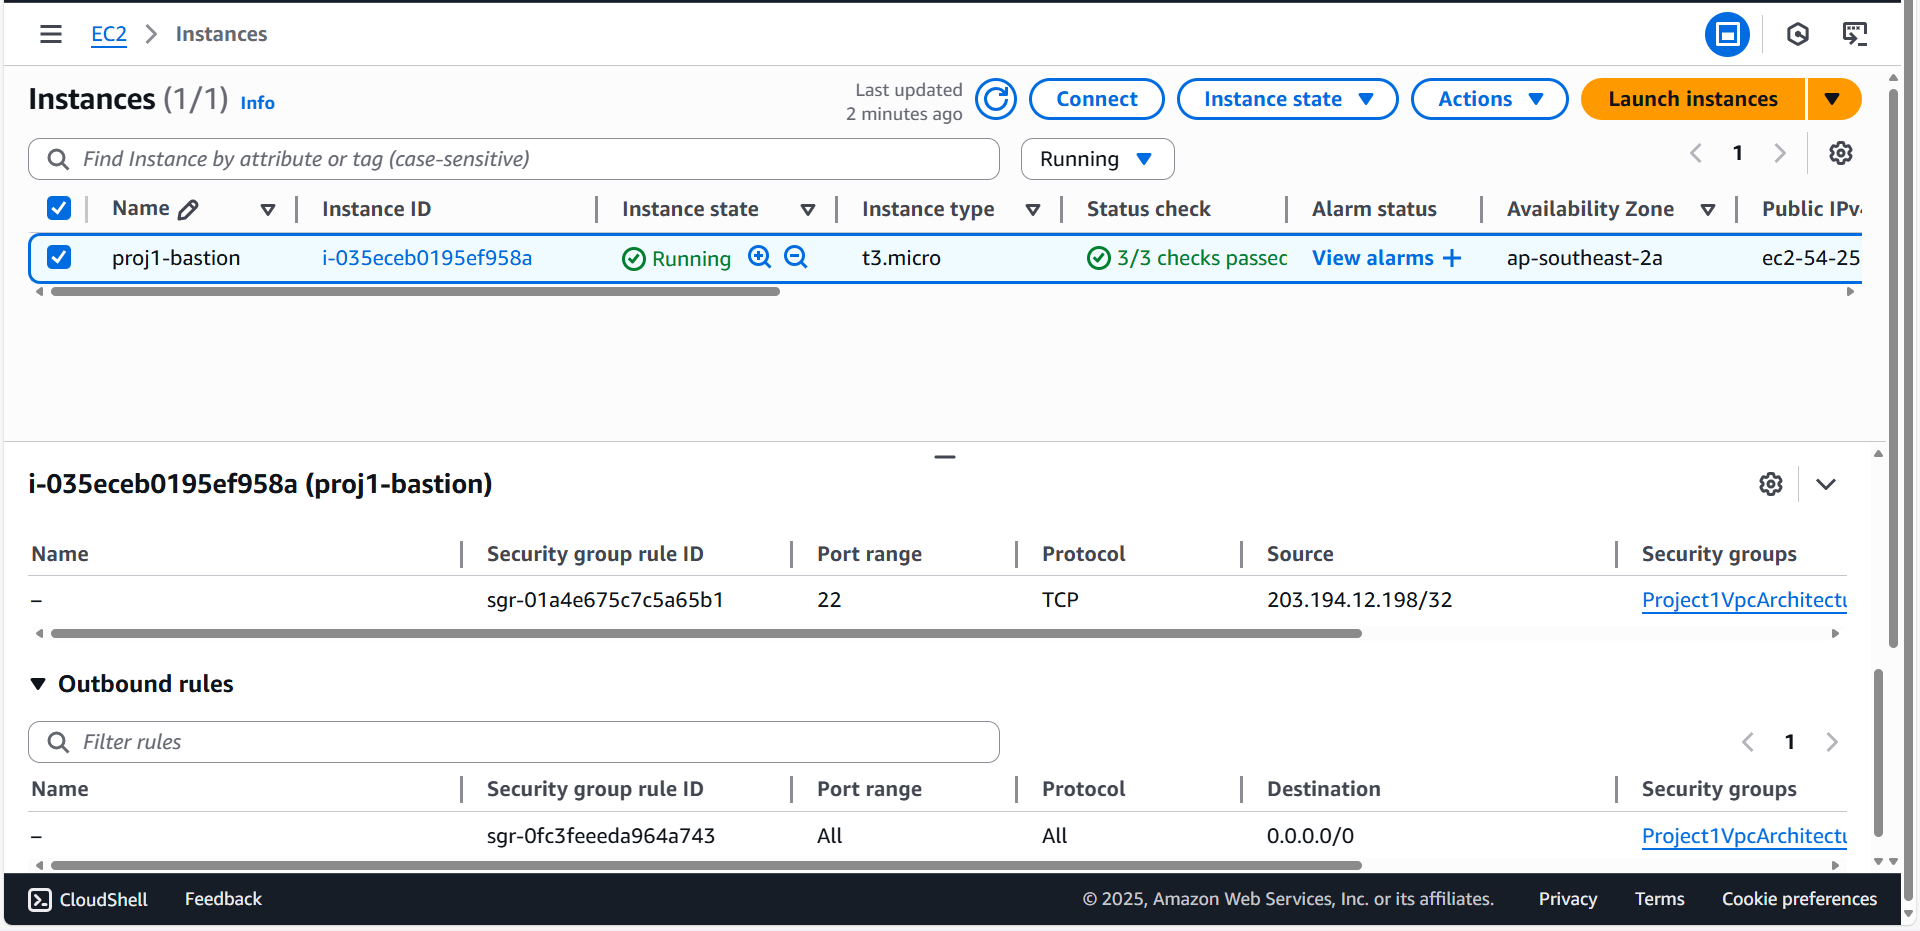 EC2 > Instances
Instances (1/1) Info
Last updated
2 minutes ago
Connect
Instance state
Actions
Launch instances
Find Instance by attribute or tag (case-sensitive)
Running
1
Name Instance ID Instance state Instance type Status check Alarm status Availability Zone Public IPv4
proj1-bastion i-035eceb0195ef958a Running t3.micro 3/3 checks passed View alarms + ap-southeast-2a ec2-54-25
i-035eceb0195ef958a (proj1-bastion)
Name Security group rule ID Port range Protocol Source Security groups
– sgr-01a4e675c7c5a65b1 22 TCP 203.194.12.198/32 Project1VpcArchitectu
Outbound rules
Filter rules
1
Name Security group rule ID Port range Protocol Destination Security groups
– sgr-0fc3feeeda964a743 All All 0.0.0.0/0 Project1VpcArchitectu
CloudShell Feedback © 2025, Amazon Web Services, Inc. or its affiliates. Privacy Terms Cookie preferences